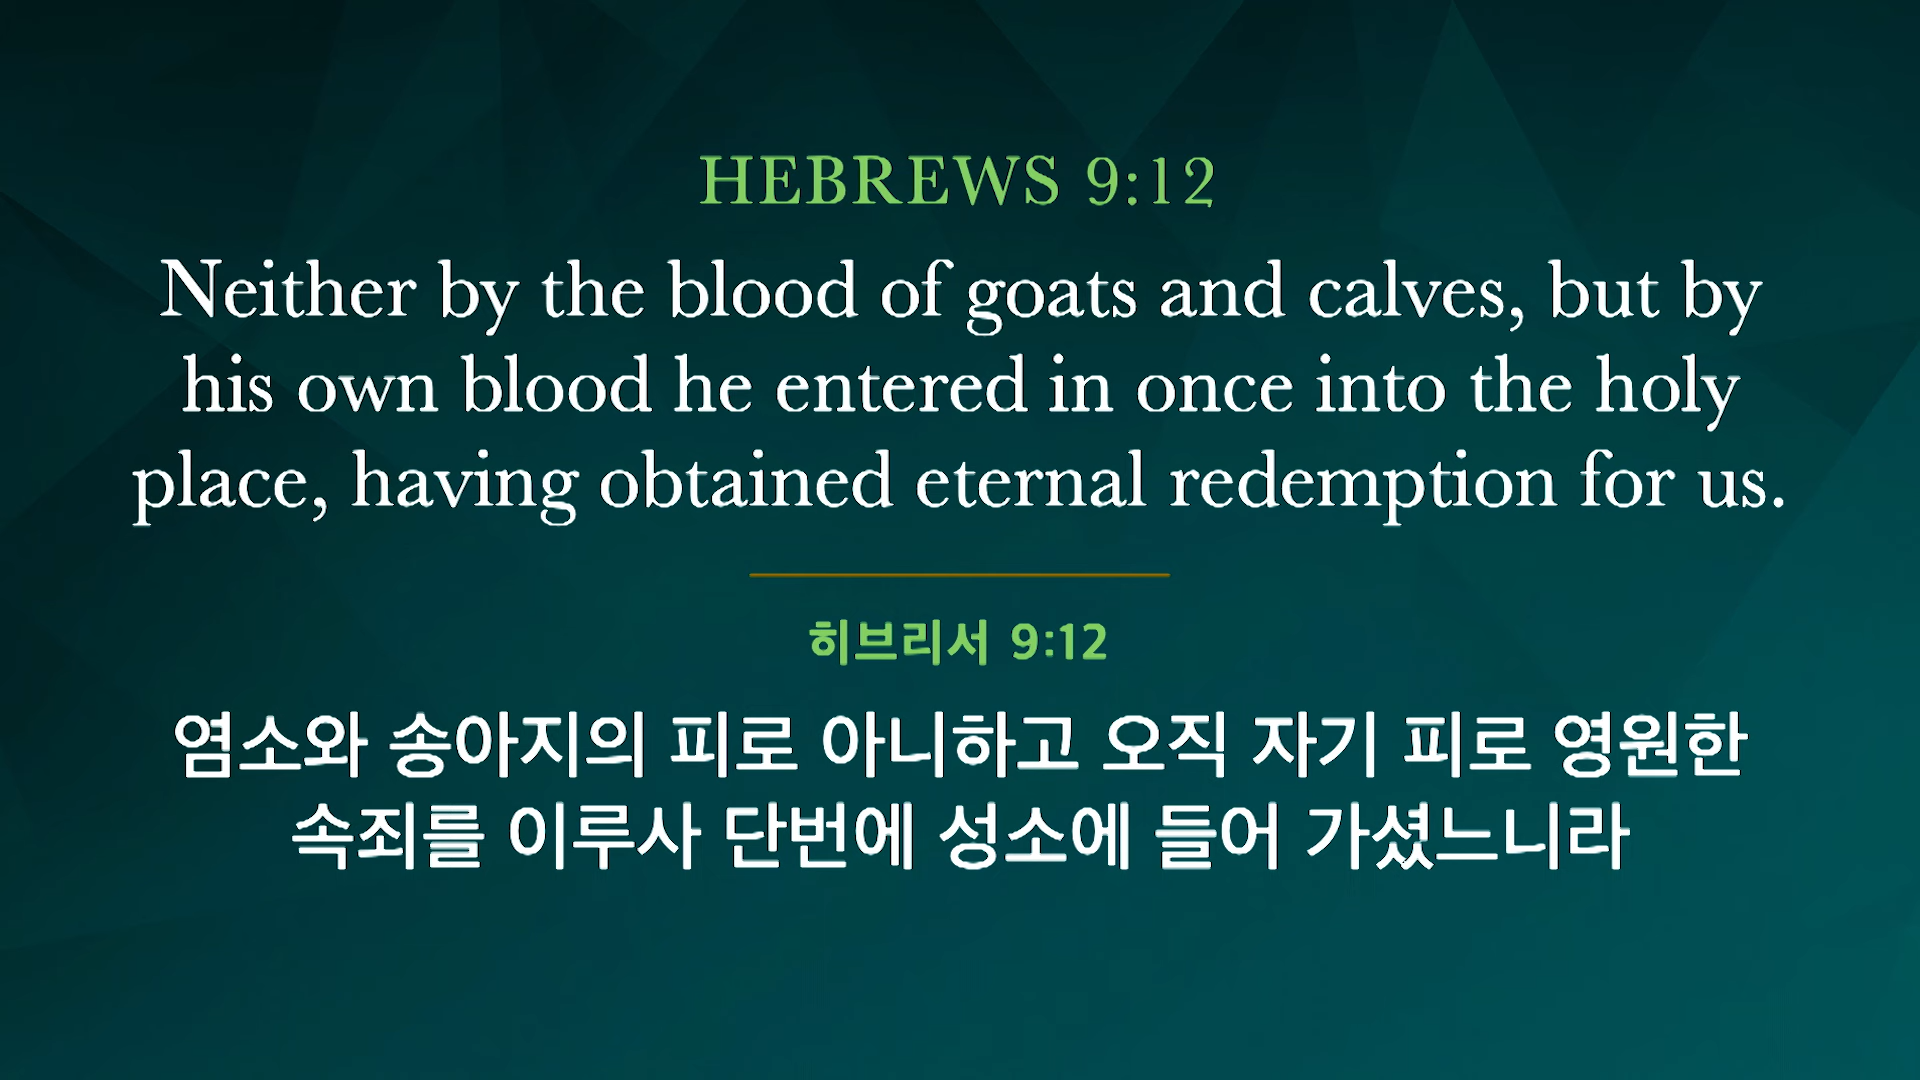 HEBREWS 9:12
Neither by the blood of goats and calves, but by
his own blood he entered in once into the holy
place, having obtained eternal redemption for us.
히브리서 9:12
염소와 송아지의 피로 아니하고 오직 자기 피로 영원한
속죄를 이루사 단번에 성소에 들어 가셨느니라